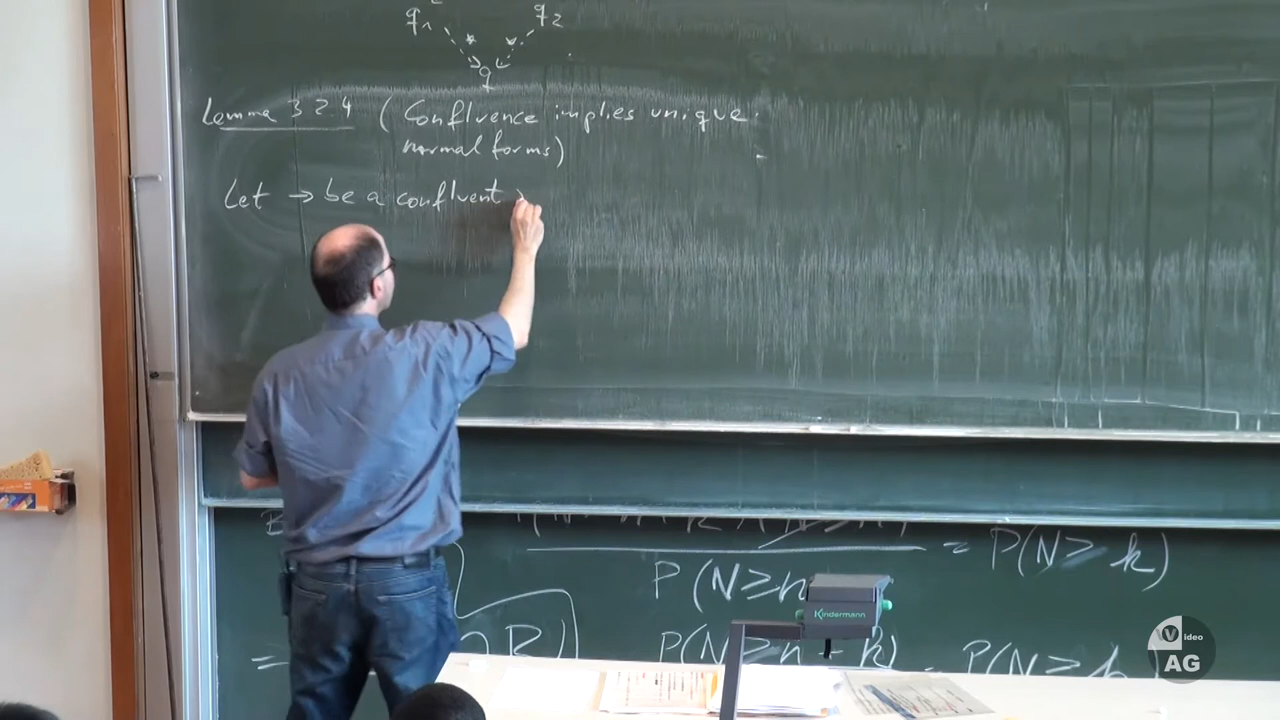 q1 q2
* *
q
Lemma 3.2.4 (Confluence implies unique
normal forms)
Let → be a confluent
= P(N ≥ k)
P(N ≥ n
=
P(N ≥ n + k)
P(N ≥ k
Kindermann
Video
AG